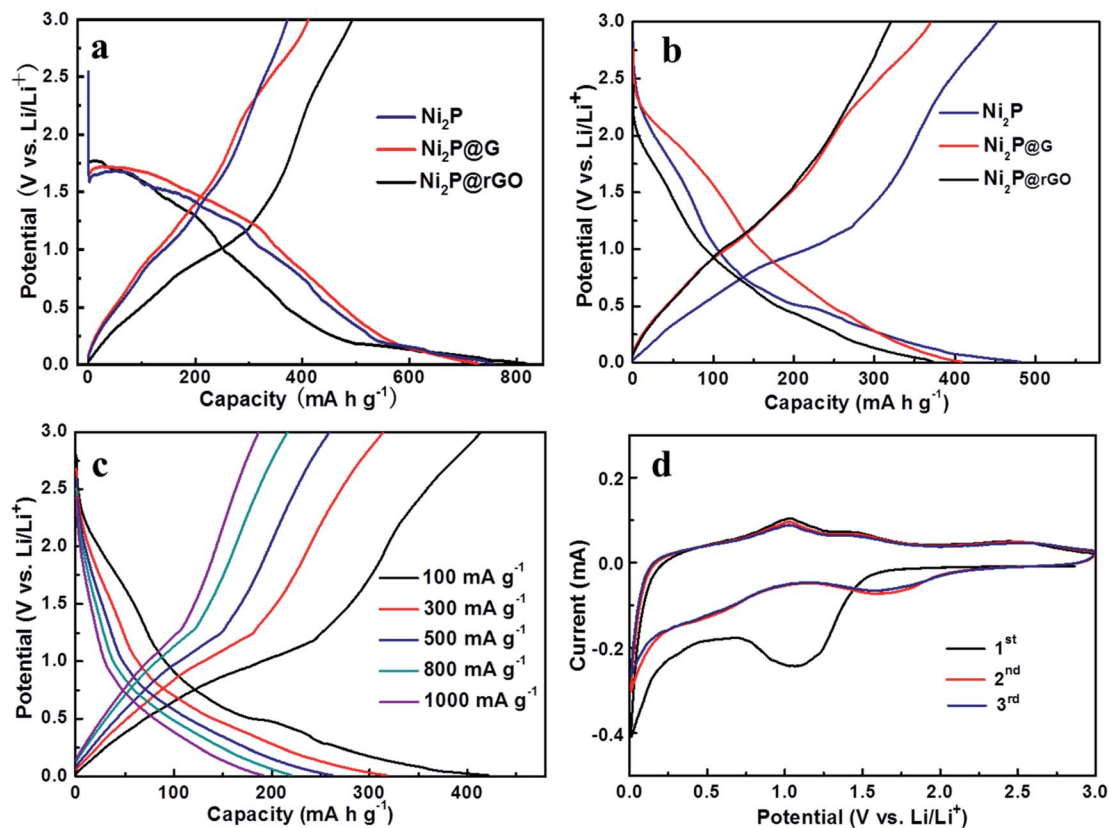 a
3.0
2.5
2.0
1.5
1.0
0.5
0.0
Potential (V vs. Li/Li⁺)
Ni₂P
Ni₂P@G
Ni₂P@rGO
0 200 400 600 800
Capacity (mA h g⁻¹)
b
3.0
2.5
2.0
1.5
1.0
0.5
0.0
Potential (V vs. Li/Li⁺)
Ni₂P
Ni₂P@G
Ni₂P@rGO
0 100 200 300 400 500
Capacity (mA h g⁻¹)
c
3.0
2.5
2.0
1.5
1.0
0.5
0.0
Potential (V vs. Li/Li⁺)
100 mA g⁻¹
300 mA g⁻¹
500 mA g⁻¹
800 mA g⁻¹
1000 mA g⁻¹
0 100 200 300 400
Capacity (mA h g⁻¹)
d
0.2
0.0
-0.2
-0.4
Current (mA)
1ˢᵗ
2ⁿᵈ
3ʳᵈ
0.0 0.5 1.0 1.5 2.0 2.5 3.0
Potential (V vs. Li/Li⁺)